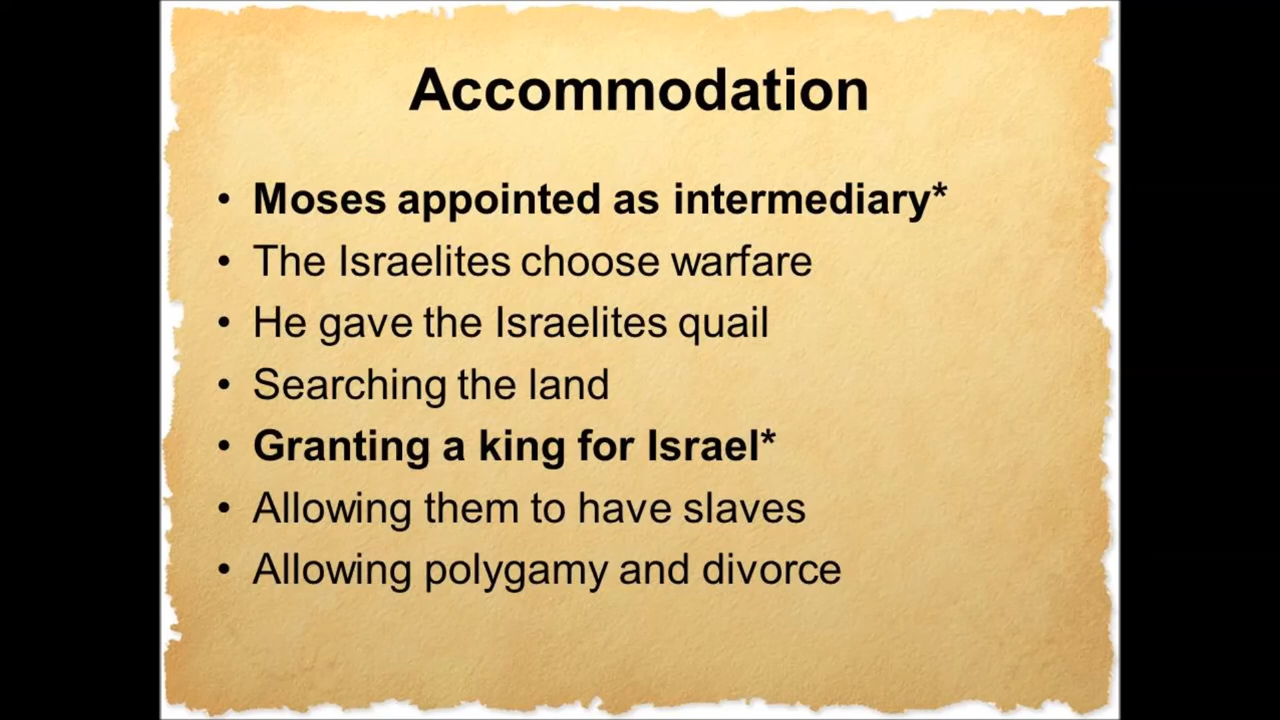 Accommodation
• Moses appointed as intermediary*
• The Israelites choose warfare
• He gave the Israelites quail
• Searching the land
• Granting a king for Israel*
• Allowing them to have slaves
• Allowing polygamy and divorce